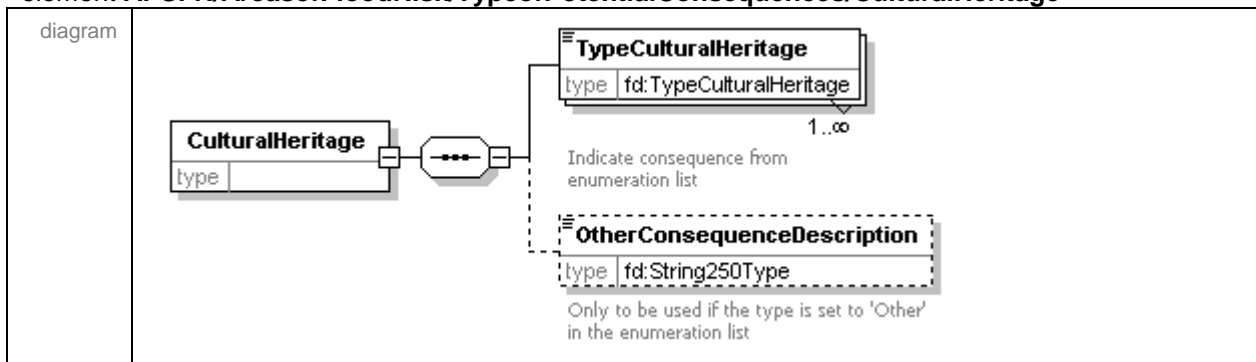 diagram
TypeCulturalHeritage
type fd:TypeCulturalHeritage
1..∞
CulturalHeritage
type
Indicate consequence from
enumeration list
OtherConsequenceDescription
type fd:String250Type
Only to be used if the type is set to 'Other'
in the enumeration list